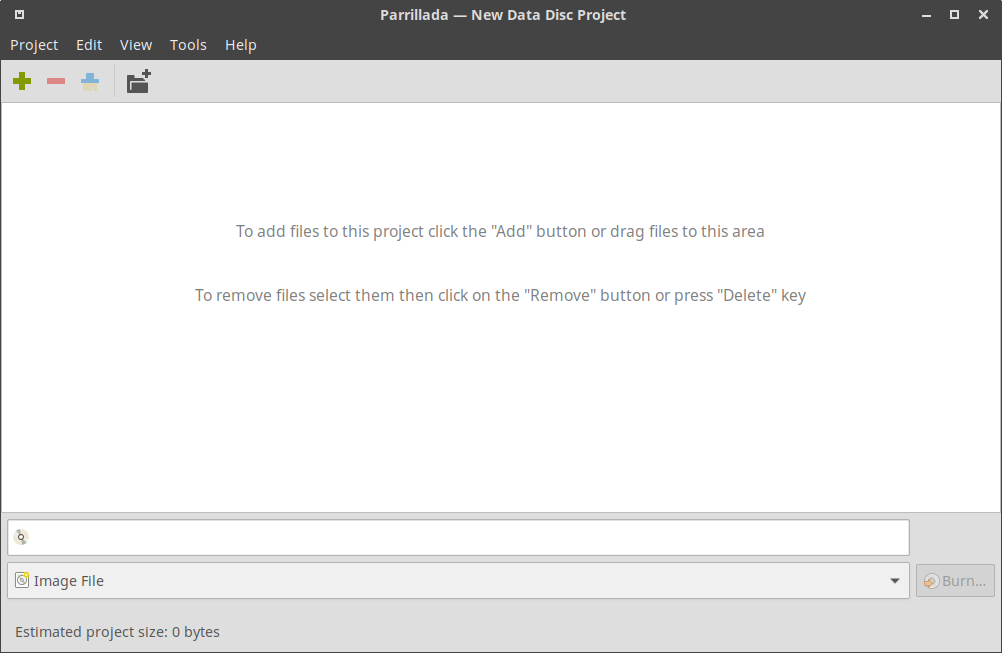 Parrillada — New Data Disc Project
Project Edit View Tools Help
To add files to this project click the "Add" button or drag files to this area
To remove files select them then click on the "Remove" button or press "Delete" key
Image File
Burn...
Estimated project size: 0 bytes